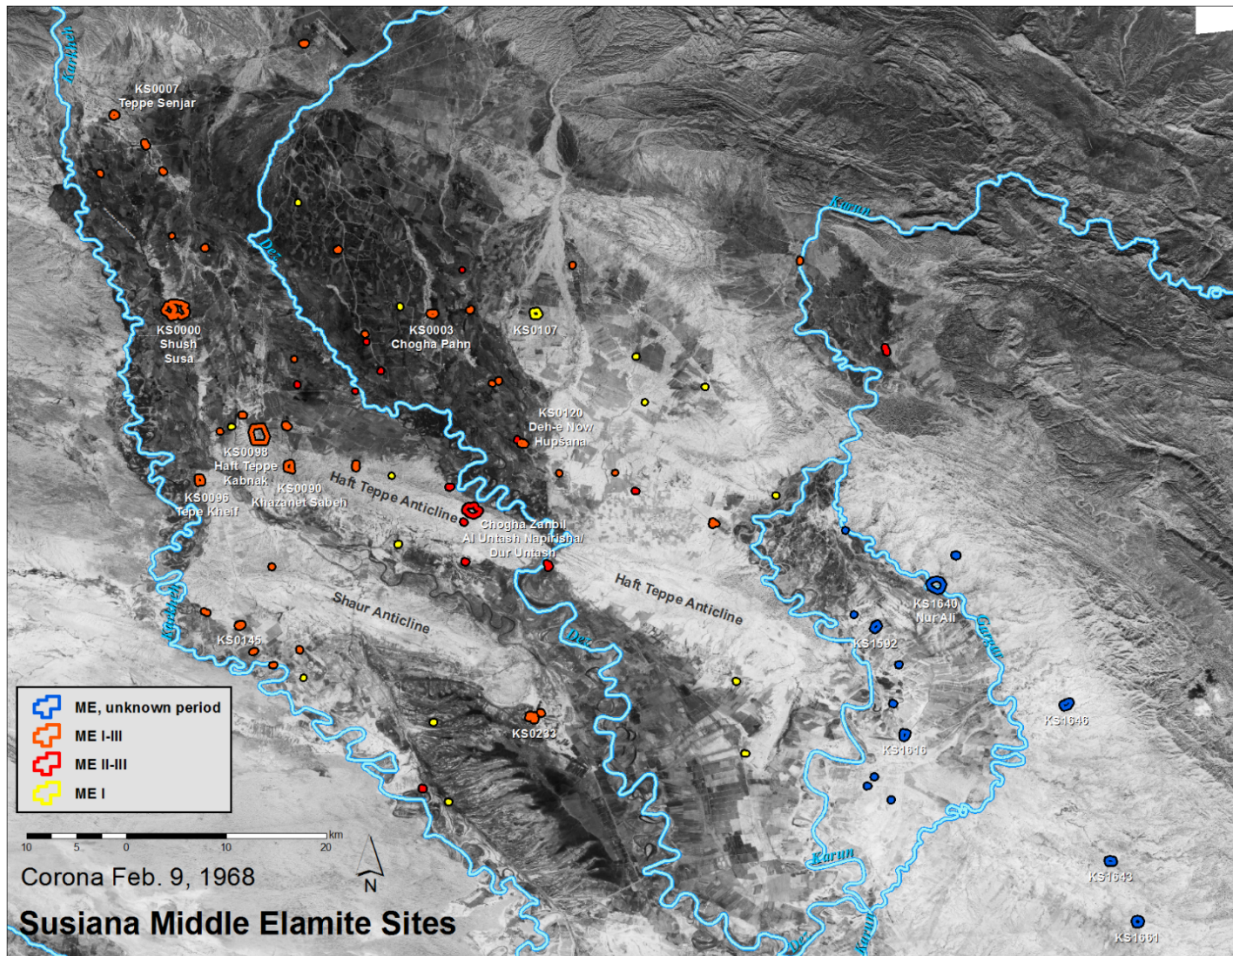 Karkheh
KS0007
Teppe Senjar
Karun
Dez
KS0000
Shush
Susa
KS0003
Chogha Pahn
KS0107
KS0120
Deh-e Now/
Hupsana
KS0098
Haft Teppe
Kabnak
KS0096
Tepe Kheif
KS0090
Khazanet Sabeh
Haft Teppe Anticline
Chogha Zanbil
Al Untash Napirisha/
Dur Untash
Haft Teppe Anticline
Shaur Anticline
Karkheh
KS0145
Dez
KS1640
Nur Ali
KS1592
Gargar
KS1646
KS0233
KS1616
ME, unknown period
ME I-III
ME II-III
ME I
10 5 0 10 20
km
N
Karun
KS1643
KS1661
Dez
Karun
Corona Feb. 9, 1968
Susiana Middle Elamite Sites